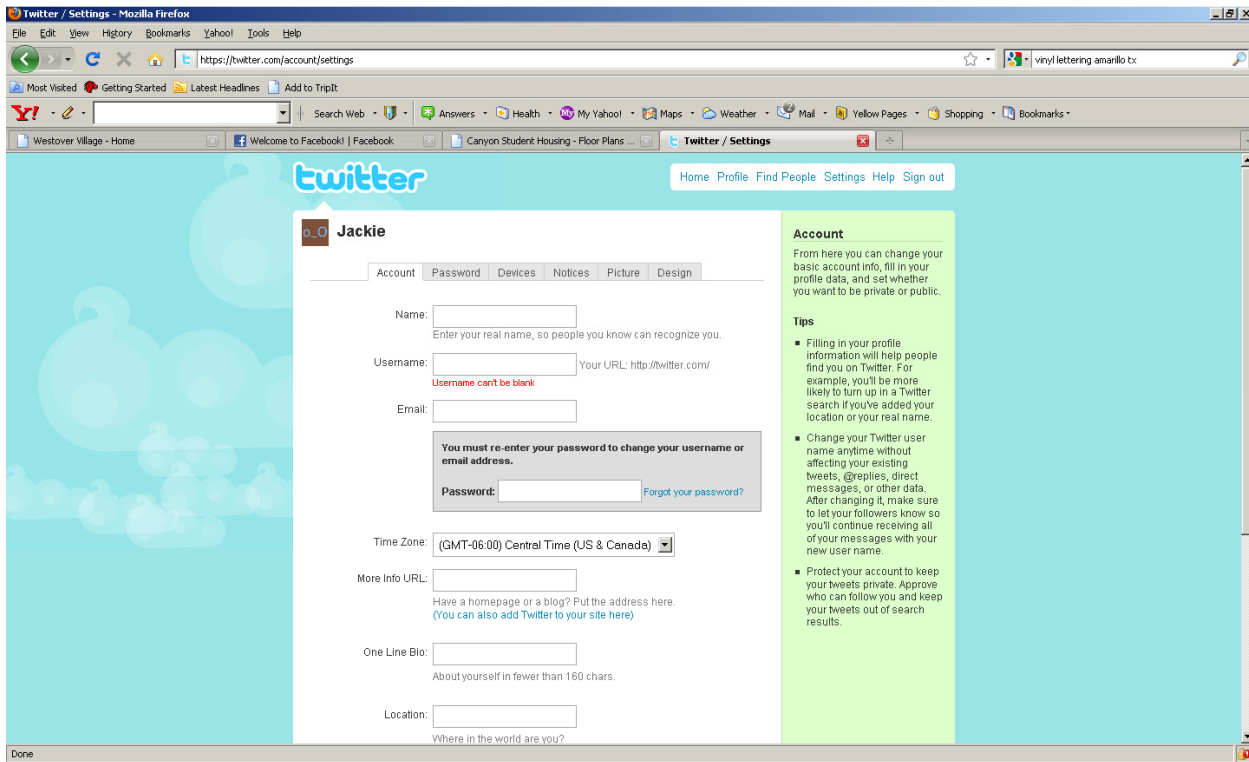 Twitter / Settings - Mozilla Firefox
File Edit View History Bookmarks Yahoo! Tools Help
https://twitter.com/account/settings vinyl lettering amarillo tx
Most Visited Getting Started Latest Headlines Add to TripIt
Y! Search Web Answers Health My Yahoo! Maps Weather Mail Yellow Pages Shopping Bookmarks
Westover Village - Home Welcome to Facebook! | Facebook Canyon Student Housing - Floor Plans ... Twitter / Settings
twitter
Home Profile Find People Settings Help Sign out
o_O Jackie
Account Password Devices Notices Picture Design
Name:
Enter your real name, so people you know can recognize you.
Username: Your URL: http://twitter.com/
Username can't be blank
Email:
You must re-enter your password to change your username or
email address.
Password: Forgot your password?
Time Zone: (GMT-06:00) Central Time (US & Canada)
More Info URL:
Have a homepage or a blog? Put the address here.
(You can also add Twitter to your site here)
One Line Bio:
About yourself in fewer than 160 chars.
Location:
Where in the world are you?
Account
From here you can change your
basic account info, fill in your
profile data, and set whether
you want to be private or public.
Tips
Filling in your profile
information will help people
find you on Twitter. For
example, you'll be more
likely to turn up in a Twitter
search if you've added your
location or your real name.
Change your Twitter user
name anytime without
affecting your existing
tweets, @replies, direct
messages, or other data.
After changing it, make sure
to let your followers know so
you'll continue receiving all
of your messages with your
new user name.
Protect your account to keep
your tweets private. Approve
who can follow you and keep
your tweets out of search
results.
Done